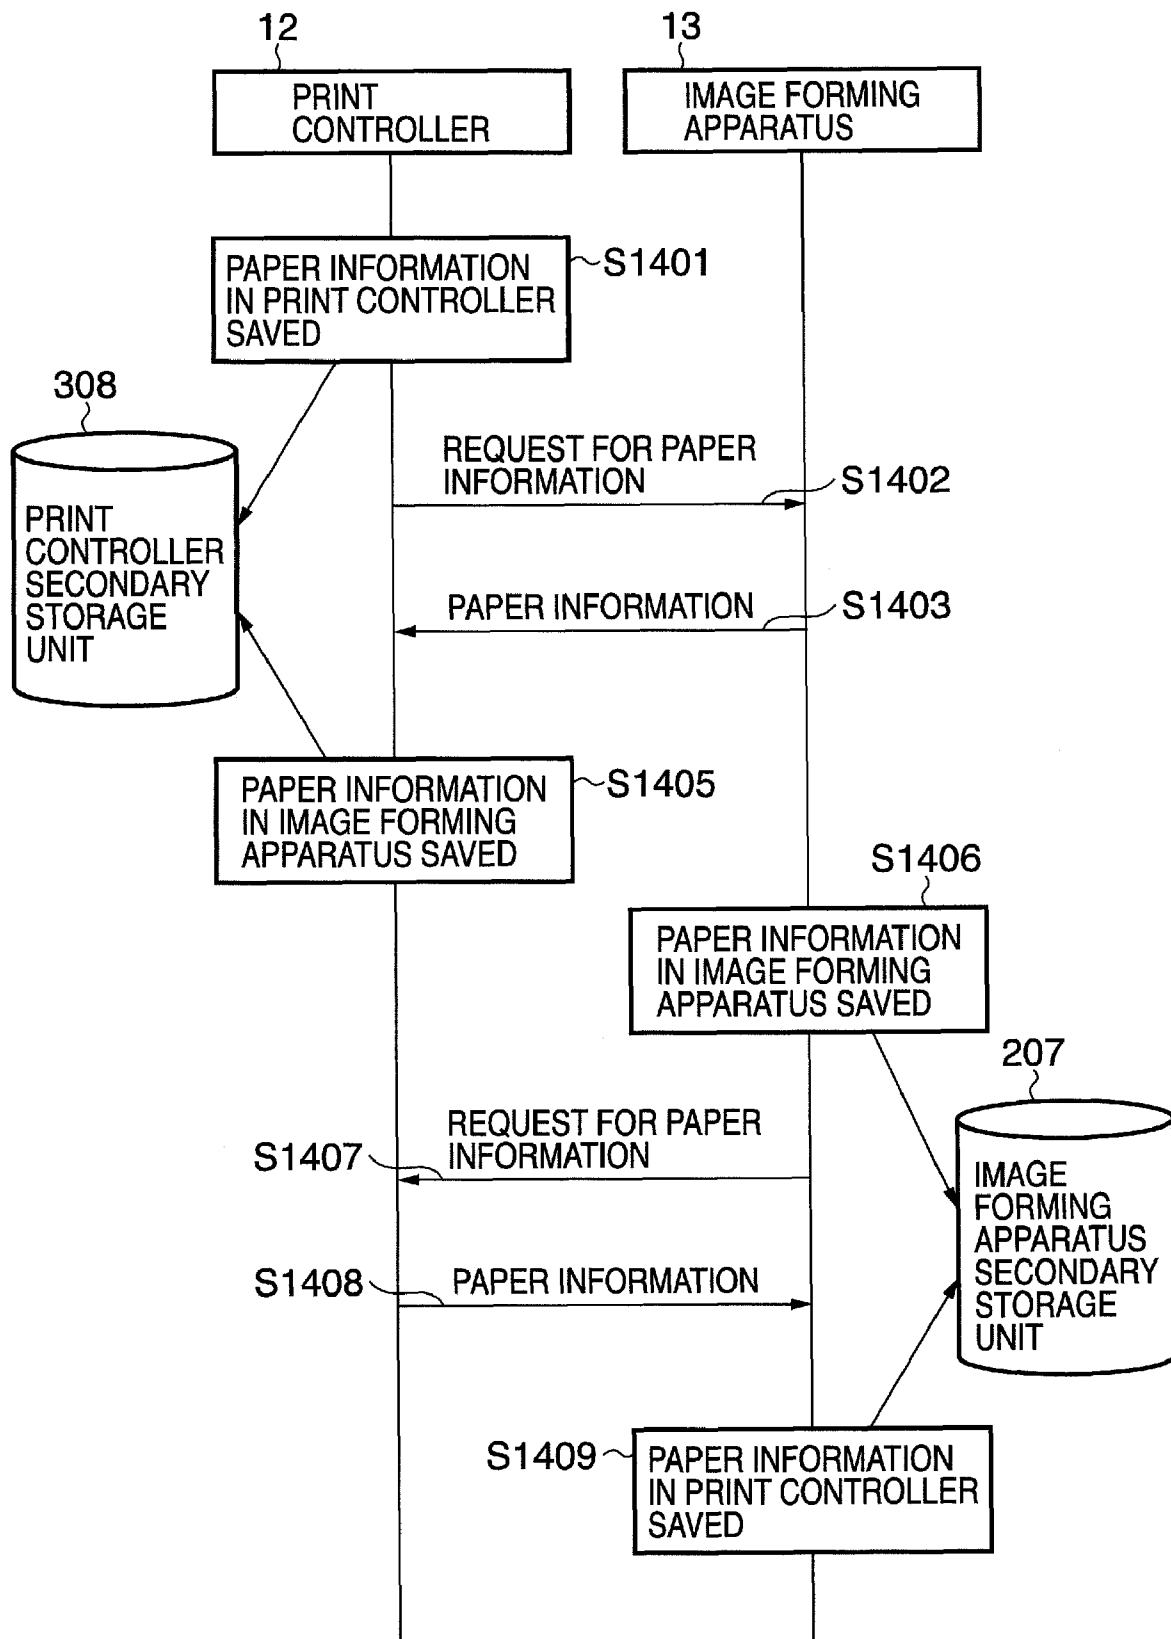 12
13
PRINT
CONTROLLER
IMAGE FORMING
APPARATUS
PAPER INFORMATION
IN PRINT CONTROLLER
SAVED
S1401
308
PRINT
CONTROLLER
SECONDARY
STORAGE
UNIT
REQUEST FOR PAPER
INFORMATION
S1402
PAPER INFORMATION
S1403
PAPER INFORMATION
IN IMAGE FORMING
APPARATUS SAVED
S1405
S1406
PAPER INFORMATION
IN IMAGE FORMING
APPARATUS SAVED
207
REQUEST FOR PAPER
INFORMATION
S1407
IMAGE
FORMING
APPARATUS
SECONDARY
STORAGE
UNIT
S1408
PAPER INFORMATION
S1409
PAPER INFORMATION
IN PRINT CONTROLLER
SAVED